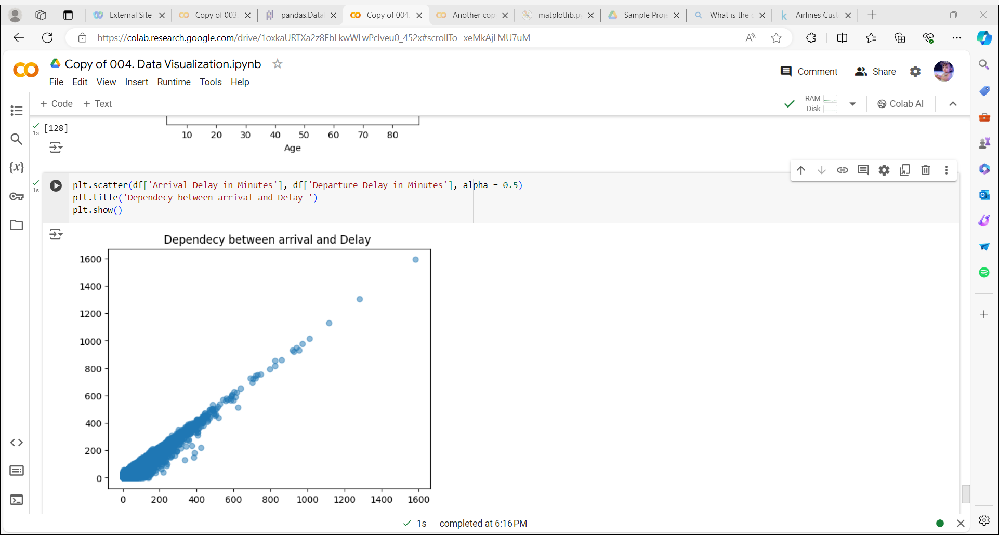 External Site
Copy of 003.
pandas.Data
Copy of 004.
Another cop
matplotlib.p
Sample Proje
What is the
Airlines Cust
https://colab.research.google.com/drive/1oxkaURTXa2z8EbLkwWLwPclveu0_452x#scrollTo=xeMkAjLMU7uM
Copy of 004. Data Visualization.ipynb
Comment
Share
File Edit View Insert Runtime Tools Help
+ Code + Text
RAM
Disk
Colab AI
[128]
1s
10 20 30 40 50 60 70 80
Age
1s
plt.scatter(df['Arrival_Delay_in_Minutes'], df['Departure_Delay_in_Minutes'], alpha = 0.5)
plt.title('Dependecy between arrival and Delay ')
plt.show()
Dependecy between arrival and Delay
1600
1400
1200
1000
800
600
400
200
0
0 200 400 600 800 1000 1200 1400 1600
1s completed at 6:16 PM